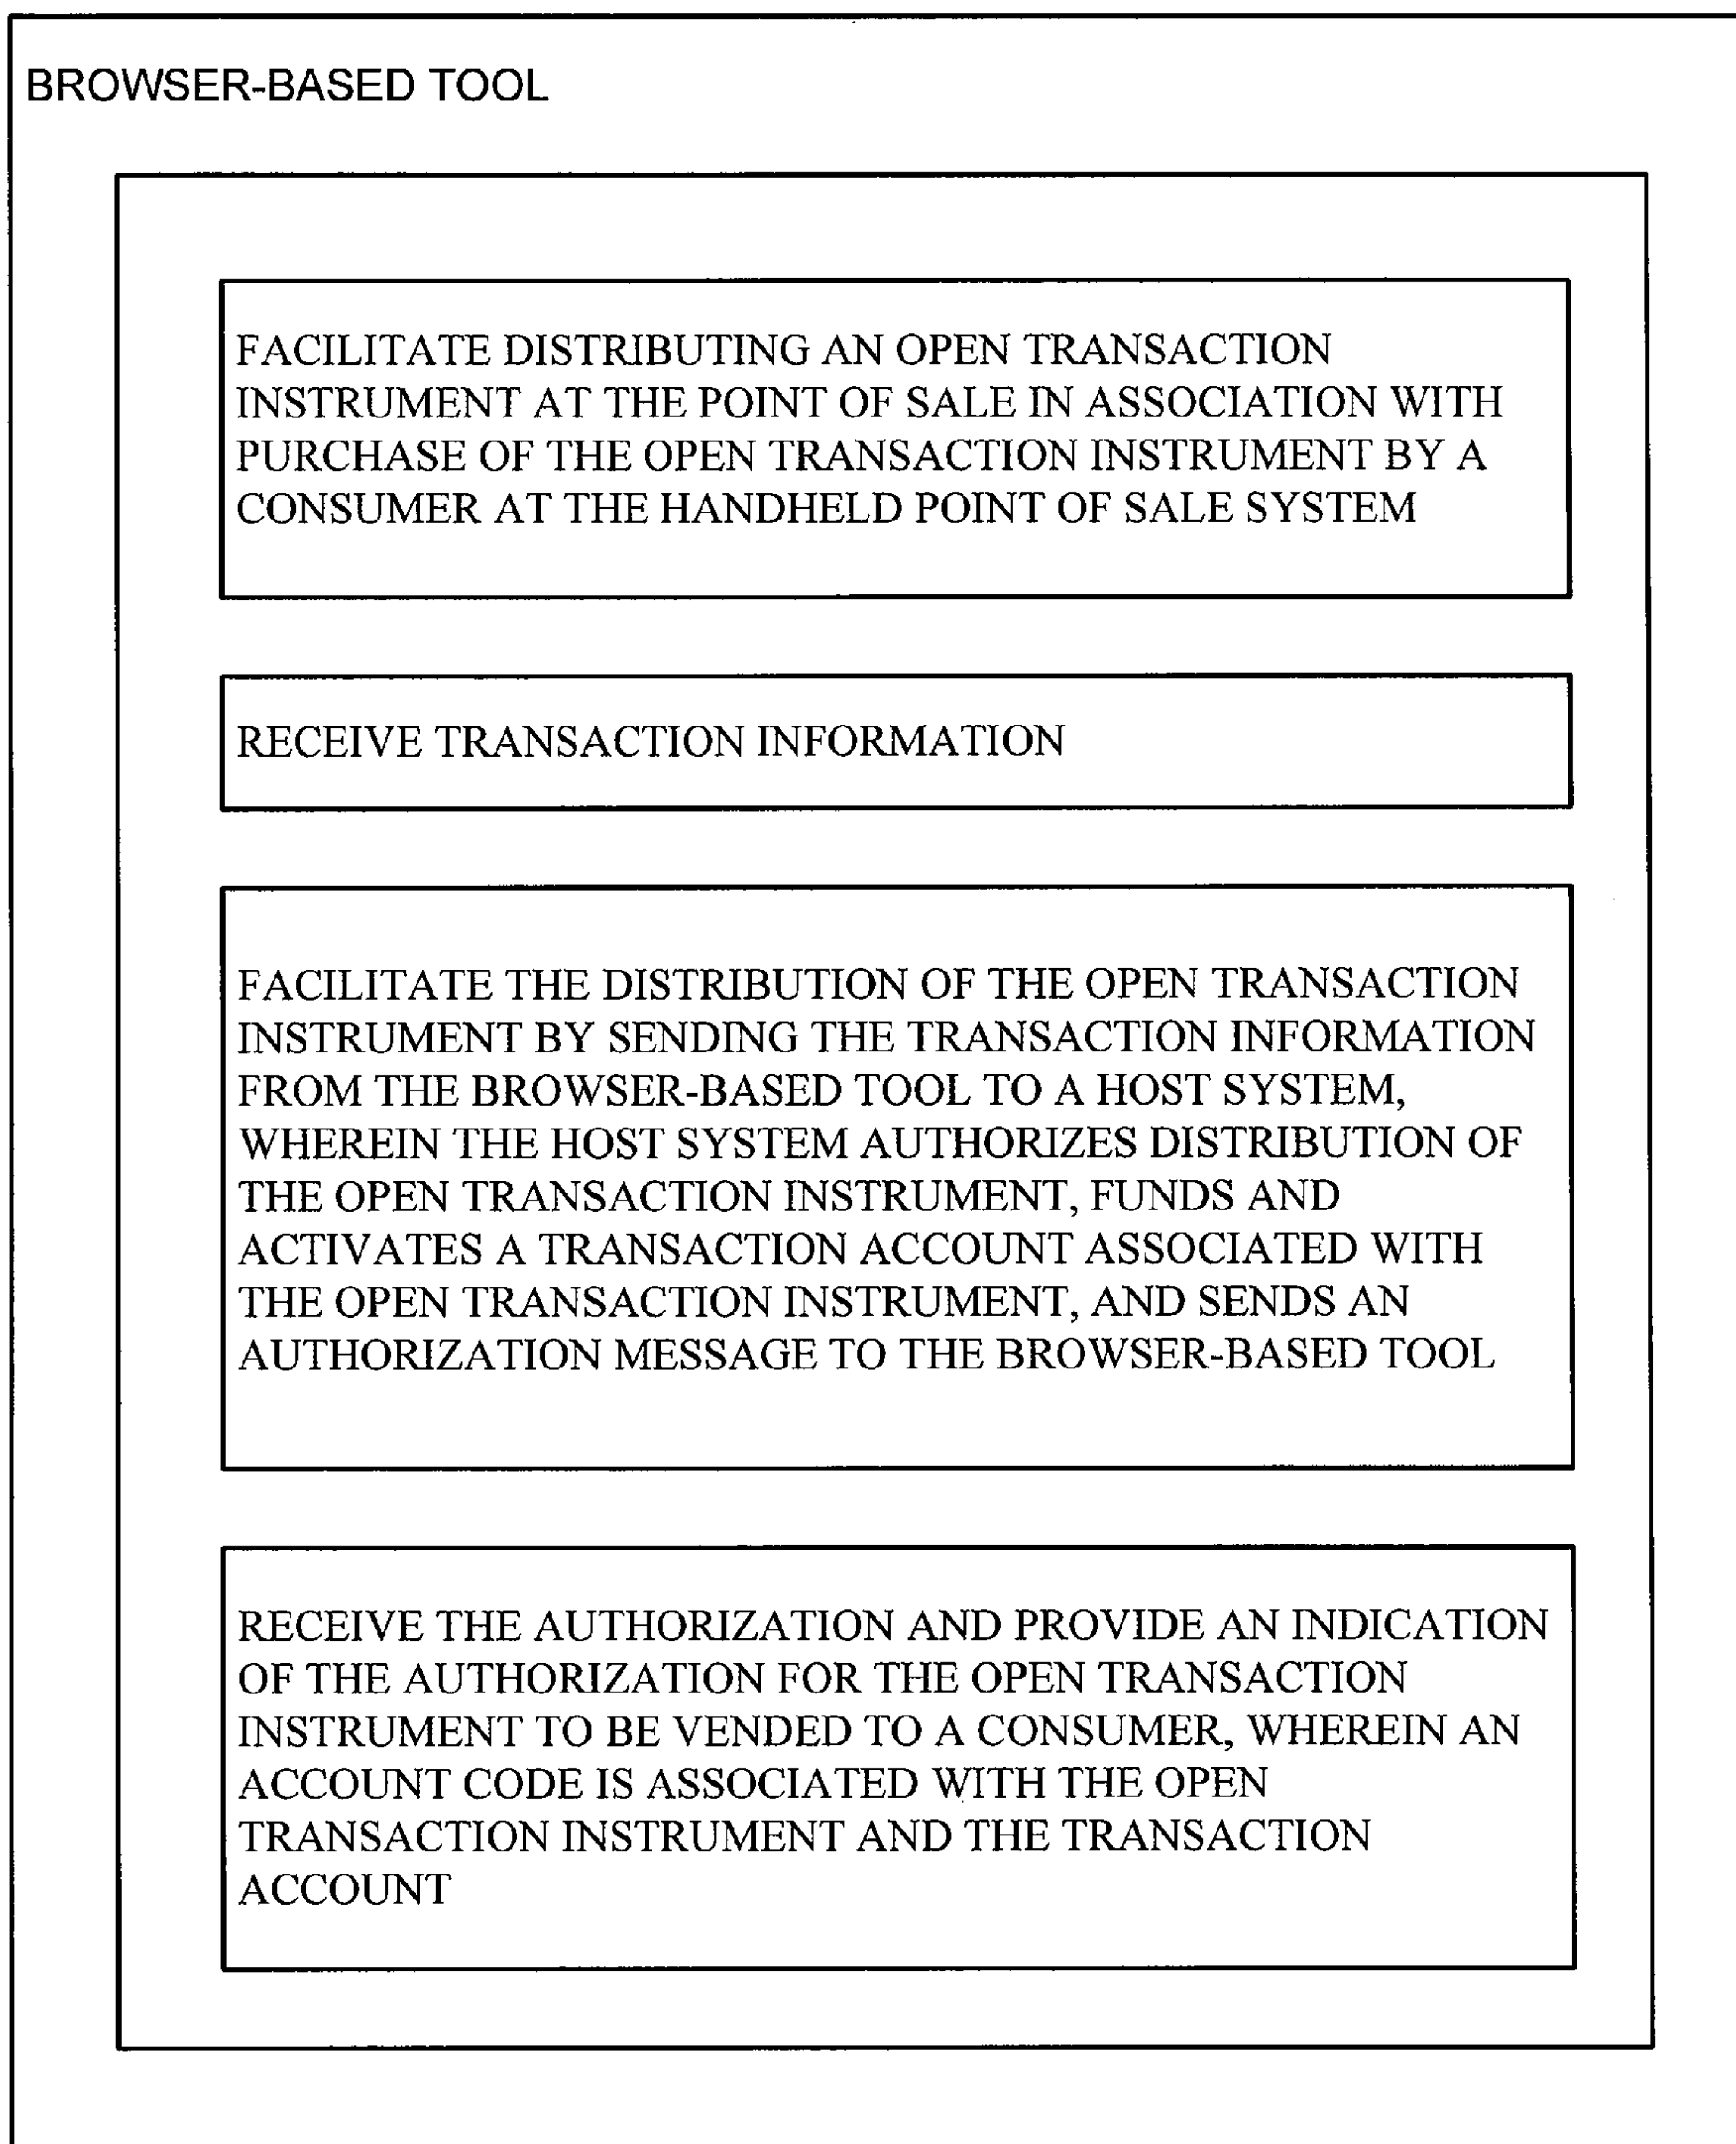 BROWSER-BASED TOOL
FACILITATE DISTRIBUTING AN OPEN TRANSACTION
INSTRUMENT AT THE POINT OF SALE IN ASSOCIATION WITH
PURCHASE OF THE OPEN TRANSACTION INSTRUMENT BY A
CONSUMER AT THE HANDHELD POINT OF SALE SYSTEM
RECEIVE TRANSACTION INFORMATION
FACILITATE THE DISTRIBUTION OF THE OPEN TRANSACTION
INSTRUMENT BY SENDING THE TRANSACTION INFORMATION
FROM THE BROWSER-BASED TOOL TO A HOST SYSTEM,
WHEREIN THE HOST SYSTEM AUTHORIZES DISTRIBUTION OF
THE OPEN TRANSACTION INSTRUMENT, FUNDS AND
ACTIVATES A TRANSACTION ACCOUNT ASSOCIATED WITH
THE OPEN TRANSACTION INSTRUMENT, AND SENDS AN
AUTHORIZATION MESSAGE TO THE BROWSER-BASED TOOL
RECEIVE THE AUTHORIZATION AND PROVIDE AN INDICATION
OF THE AUTHORIZATION FOR THE OPEN TRANSACTION
INSTRUMENT TO BE VENDED TO A CONSUMER, WHEREIN AN
ACCOUNT CODE IS ASSOCIATED WITH THE OPEN
TRANSACTION INSTRUMENT AND THE TRANSACTION
ACCOUNT